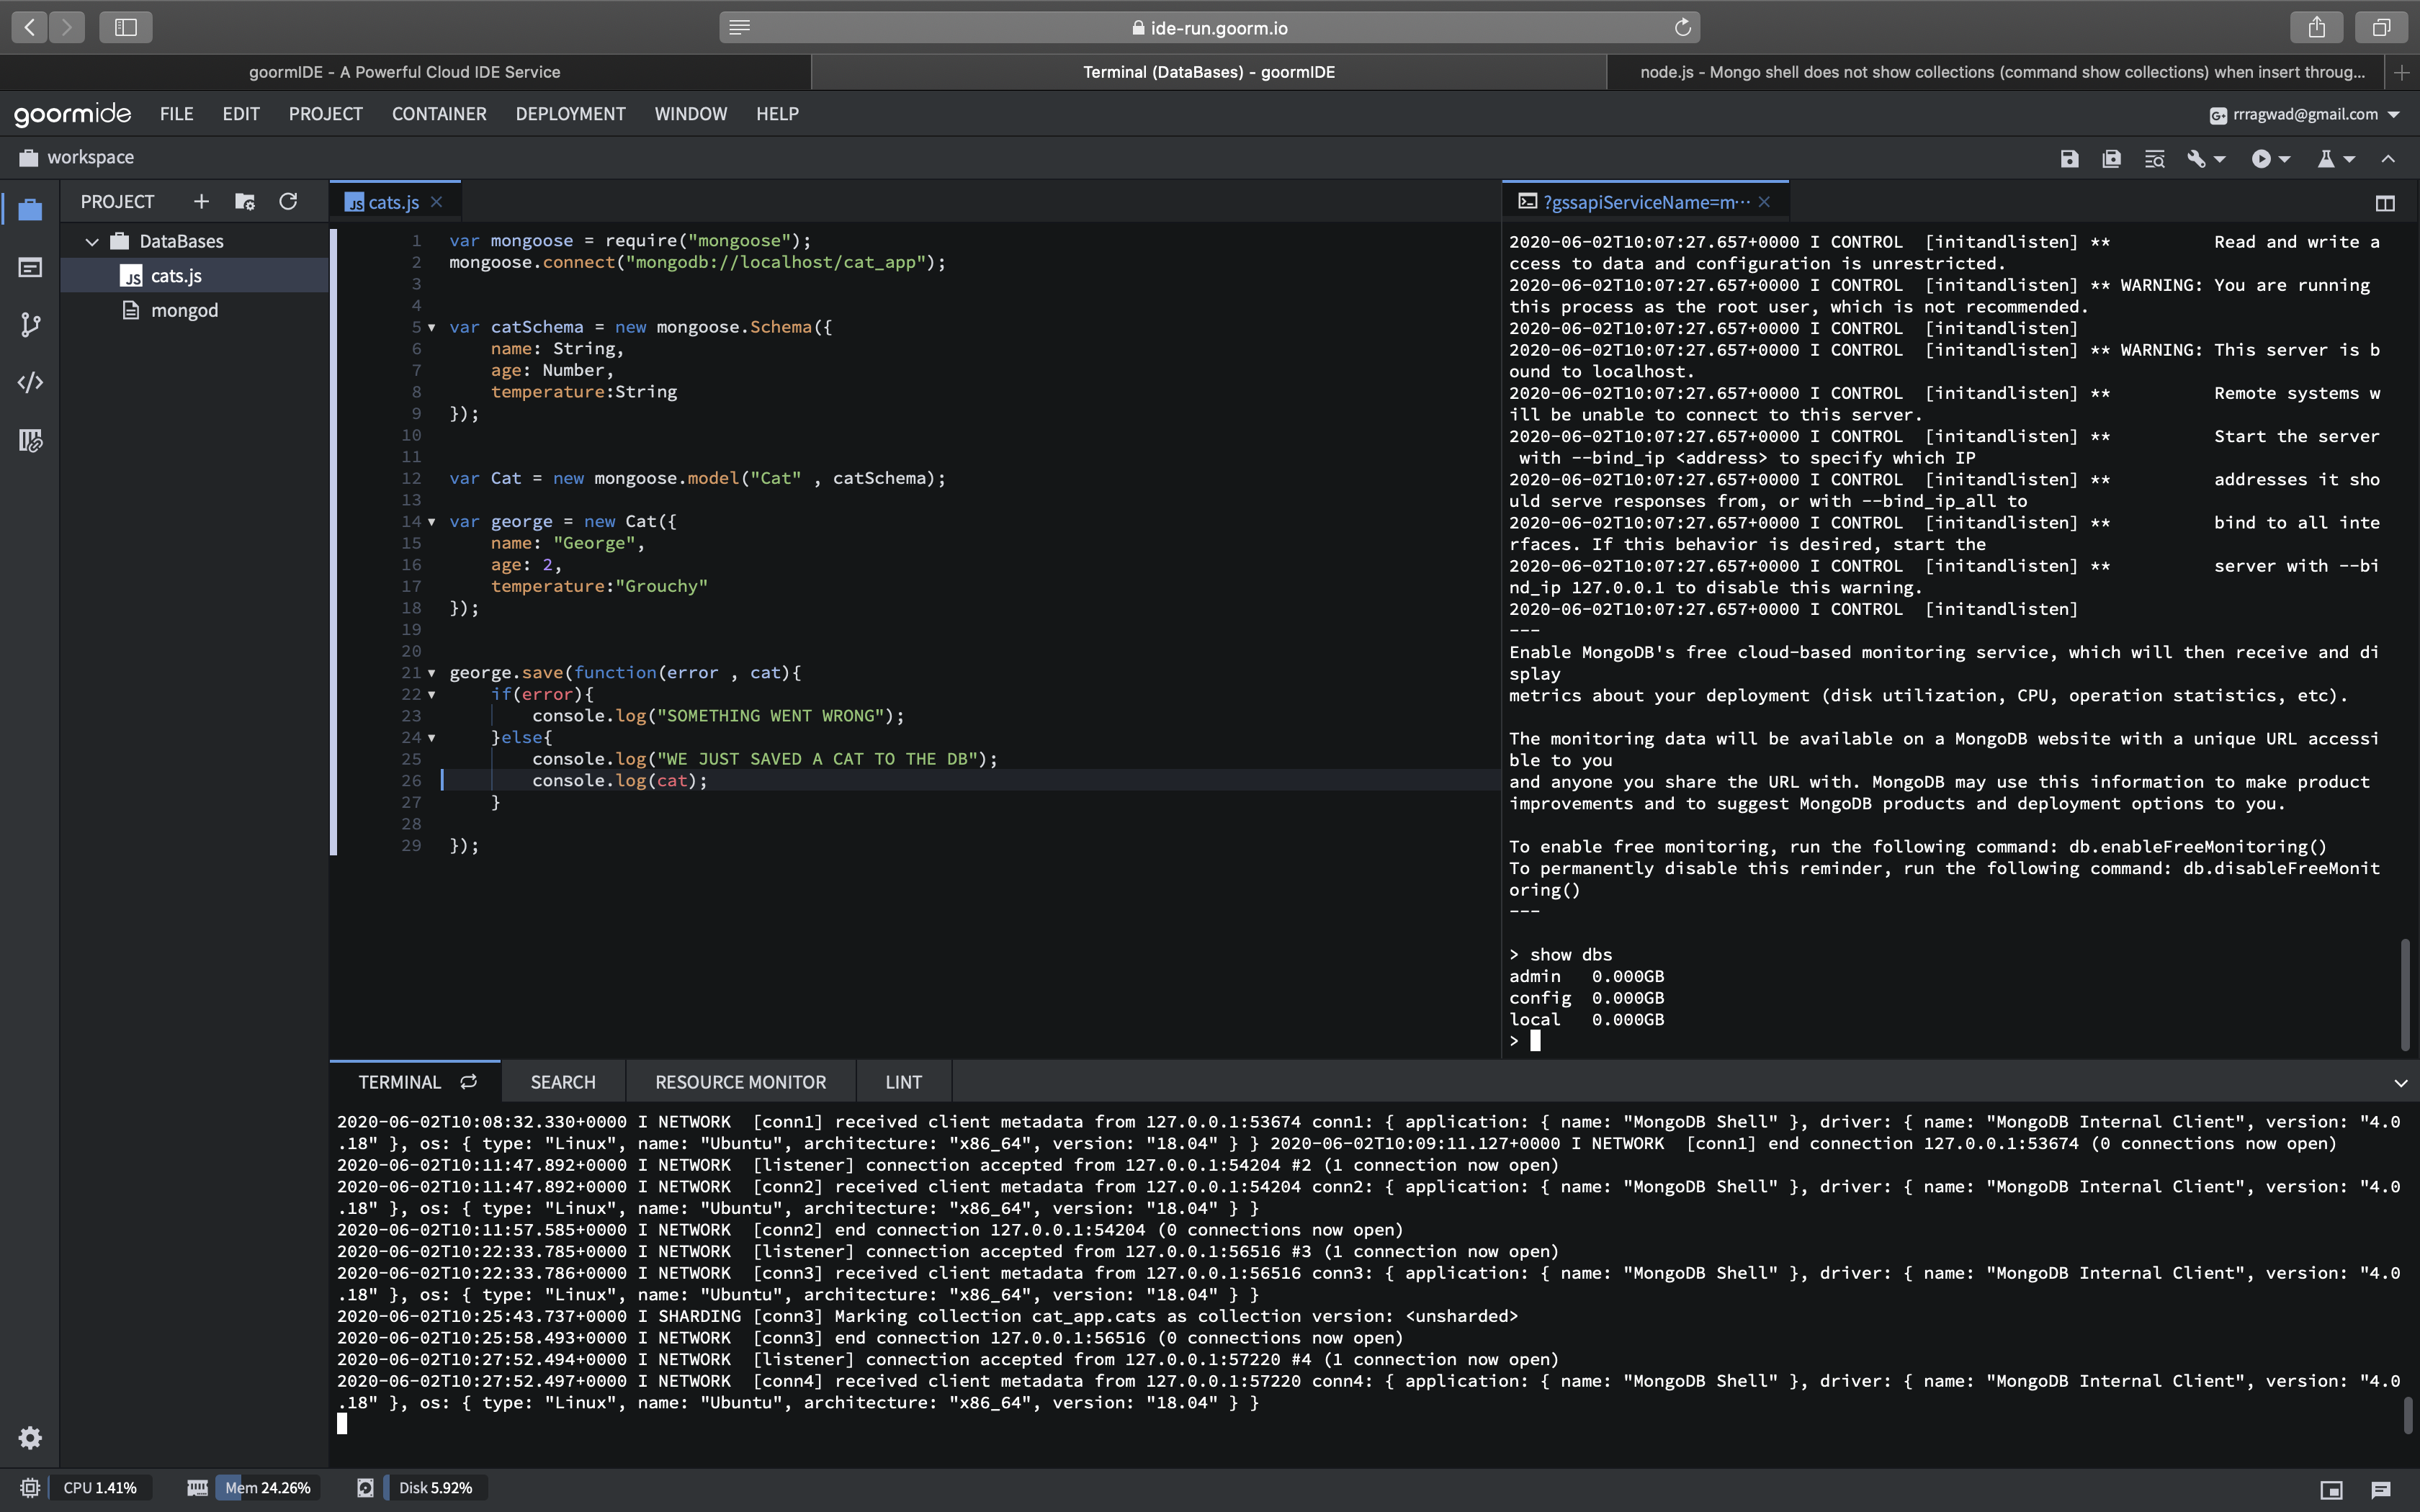 ide-run.goorm.io
goormIDE - A Powerful Cloud IDE Service
Terminal (DataBases) - goormIDE
node.js - Mongo shell does not show collections (command show collections) when insert throug...
goormide FILE EDIT PROJECT CONTAINER DEPLOYMENT WINDOW HELP
rrragwad@gmail.com
workspace
PROJECT
DataBases
JS cats.js
mongod
JS cats.js
1 var mongoose = require("mongoose");
2 mongoose.connect("mongodb://localhost/cat_app");
3
4
5 var catSchema = new mongoose.Schema({
6 name: String,
7 age: Number,
8 temperature:String
9 });
10
11
12 var Cat = new mongoose.model("Cat" , catSchema);
13
14 var george = new Cat({
15 name: "George",
16 age: 2,
17 temperature:"Grouchy"
18 });
19
20
21 george.save(function(error , cat){
22 if(error){
23 console.log("SOMETHING WENT WRONG");
24 }else{
25 console.log("WE JUST SAVED A CAT TO THE DB");
26 console.log(cat);
27 }
28
29 });
?gssapiServiceName=m···
2020-06-02T10:07:27.657+0000 I CONTROL [initandlisten] ** Read and write a
ccess to data and configuration is unrestricted.
2020-06-02T10:07:27.657+0000 I CONTROL [initandlisten] ** WARNING: You are running
this process as the root user, which is not recommended.
2020-06-02T10:07:27.657+0000 I CONTROL [initandlisten]
2020-06-02T10:07:27.657+0000 I CONTROL [initandlisten] ** WARNING: This server is b
ound to localhost.
2020-06-02T10:07:27.657+0000 I CONTROL [initandlisten] ** Remote systems w
ill be unable to connect to this server.
2020-06-02T10:07:27.657+0000 I CONTROL [initandlisten] ** Start the server
with --bind_ip <address> to specify which IP
2020-06-02T10:07:27.657+0000 I CONTROL [initandlisten] ** addresses it sho
uld serve responses from, or with --bind_ip_all to
2020-06-02T10:07:27.657+0000 I CONTROL [initandlisten] ** bind to all inte
rfaces. If this behavior is desired, start the
2020-06-02T10:07:27.657+0000 I CONTROL [initandlisten] ** server with --bi
nd_ip 127.0.0.1 to disable this warning.
2020-06-02T10:07:27.657+0000 I CONTROL [initandlisten]
---
Enable MongoDB's free cloud-based monitoring service, which will then receive and di
splay
metrics about your deployment (disk utilization, CPU, operation statistics, etc).
The monitoring data will be available on a MongoDB website with a unique URL accessi
ble to you
and anyone you share the URL with. MongoDB may use this information to make product
improvements and to suggest MongoDB products and deployment options to you.
To enable free monitoring, run the following command: db.enableFreeMonitoring()
To permanently disable this reminder, run the following command: db.disableFreeMonit
oring()
---
> show dbs
admin 0.000GB
config 0.000GB
local 0.000GB
>
TERMINAL SEARCH RESOURCE MONITOR LINT
2020-06-02T10:08:32.330+0000 I NETWORK [conn1] received client metadata from 127.0.0.1:53674 conn1: { application: { name: "MongoDB Shell" }, driver: { name: "MongoDB Internal Client", version: "4.0
.18" }, os: { type: "Linux", name: "Ubuntu", architecture: "x86_64", version: "18.04" } } 2020-06-02T10:09:11.127+0000 I NETWORK [conn1] end connection 127.0.0.1:53674 (0 connections now open)
2020-06-02T10:11:47.892+0000 I NETWORK [listener] connection accepted from 127.0.0.1:54204 #2 (1 connection now open)
2020-06-02T10:11:47.892+0000 I NETWORK [conn2] received client metadata from 127.0.0.1:54204 conn2: { application: { name: "MongoDB Shell" }, driver: { name: "MongoDB Internal Client", version: "4.0
.18" }, os: { type: "Linux", name: "Ubuntu", architecture: "x86_64", version: "18.04" } }
2020-06-02T10:11:57.585+0000 I NETWORK [conn2] end connection 127.0.0.1:54204 (0 connections now open)
2020-06-02T10:22:33.785+0000 I NETWORK [listener] connection accepted from 127.0.0.1:56516 #3 (1 connection now open)
2020-06-02T10:22:33.786+0000 I NETWORK [conn3] received client metadata from 127.0.0.1:56516 conn3: { application: { name: "MongoDB Shell" }, driver: { name: "MongoDB Internal Client", version: "4.0
.18" }, os: { type: "Linux", name: "Ubuntu", architecture: "x86_64", version: "18.04" } }
2020-06-02T10:25:43.737+0000 I SHARDING [conn3] Marking collection cat_app.cats as collection version: <unsharded>
2020-06-02T10:25:58.493+0000 I NETWORK [conn3] end connection 127.0.0.1:56516 (0 connections now open)
2020-06-02T10:27:52.494+0000 I NETWORK [listener] connection accepted from 127.0.0.1:57220 #4 (1 connection now open)
2020-06-02T10:27:52.497+0000 I NETWORK [conn4] received client metadata from 127.0.0.1:57220 conn4: { application: { name: "MongoDB Shell" }, driver: { name: "MongoDB Internal Client", version: "4.0
.18" }, os: { type: "Linux", name: "Ubuntu", architecture: "x86_64", version: "18.04" } }
CPU 1.41% Mem 24.26% Disk 5.92%